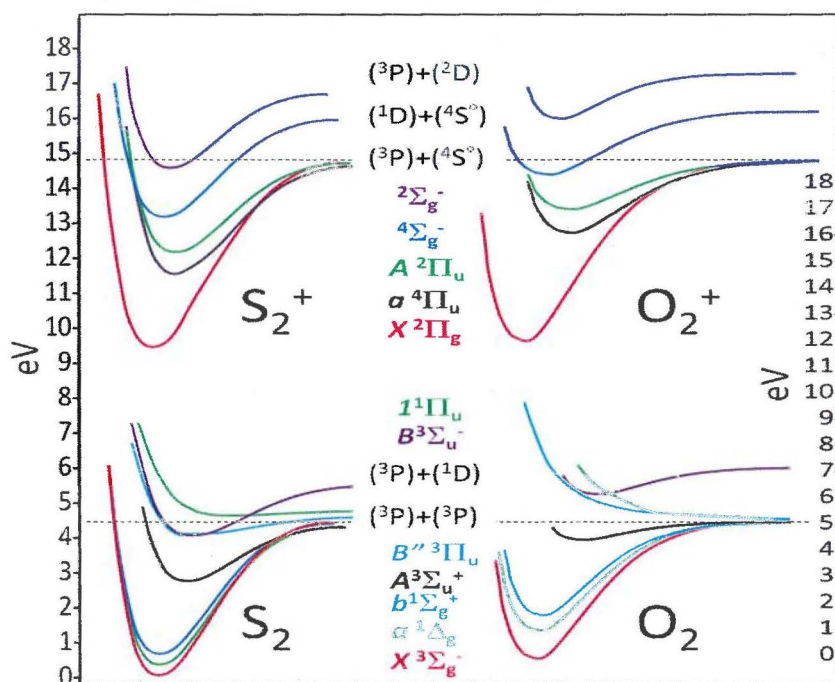 18
17
16
15
14
13
12
11
10
9
8
7
6
5
4
3
2
1
0
eV
(³P)+(²D)
(¹D)+(⁴S°)
(³P)+(⁴S°)
²Σg⁻
⁴Σg⁻
A ²Πu
a ⁴Πu
X ²Πg
S₂⁺
O₂⁺
1¹Πu
B³Σu⁻
(³P)+(¹D)
(³P)+(³P)
B″ ³Πu
A³Σu⁺
b¹Σg⁺
a ¹Δg
X ³Σg⁻
S₂
O₂
18
17
16
15
14
13
12
11
10
9
8
7
6
5
4
3
2
1
0
eV